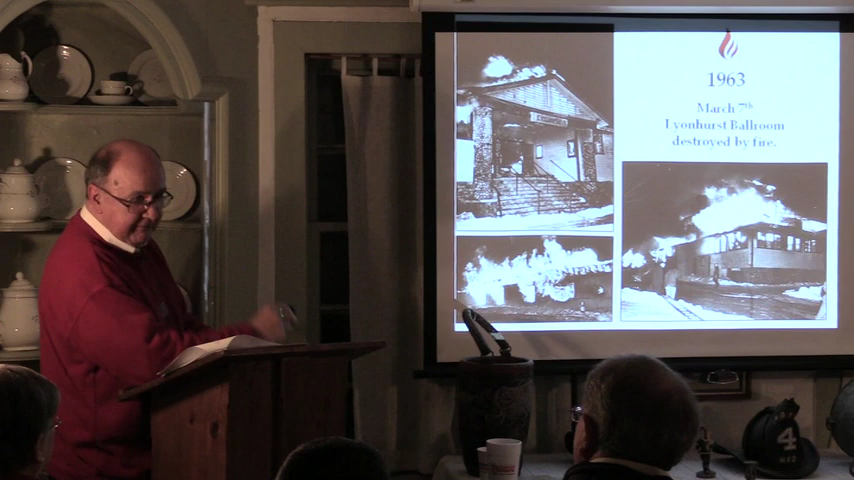 1963
March 7th
Lyonhurst Ballroom
destroyed by fire.
4